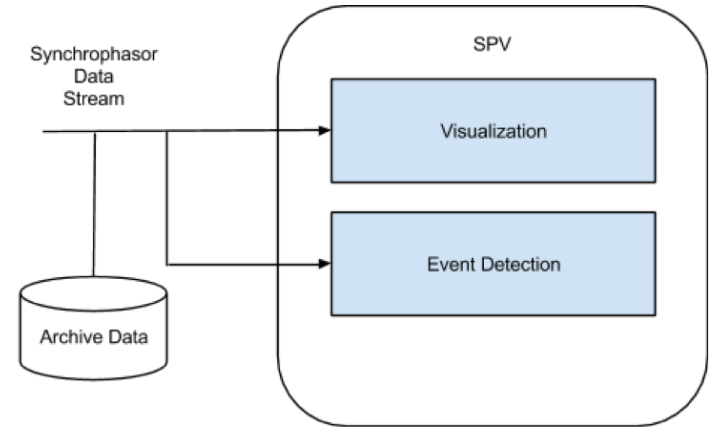 Synchrophasor
Data
Stream
SPV
Visualization
Event Detection
Archive Data